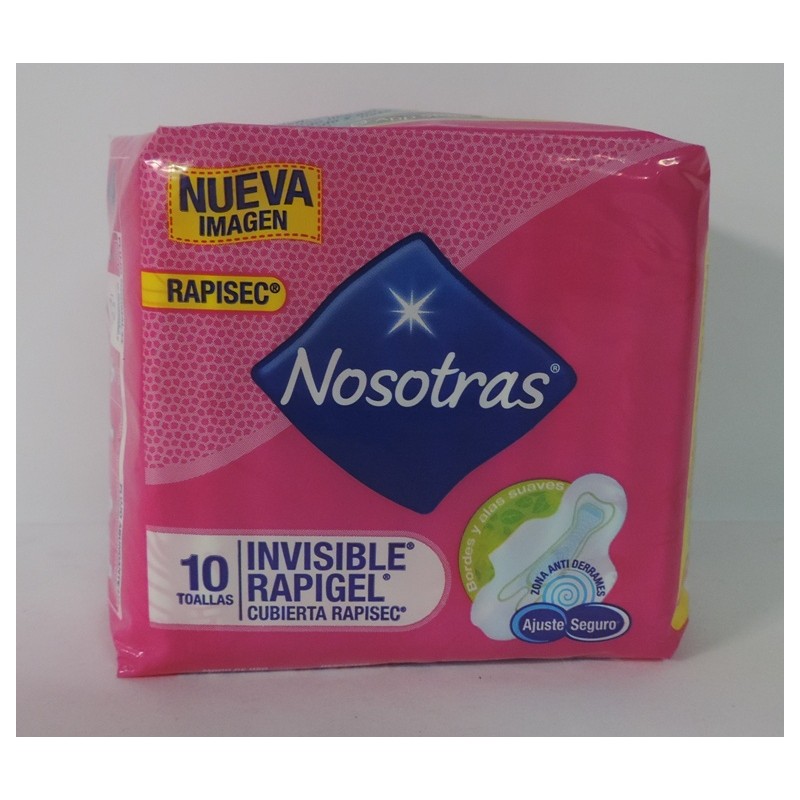 NUEVA
IMAGEN
RAPISEC®
Nosotras®
Bordes y alas suaves
10
TOALLAS
INVISIBLE®
RAPIGEL®
CUBIERTA RAPISEC®
ZONA ANTI DERRAMES
Ajuste Seguro